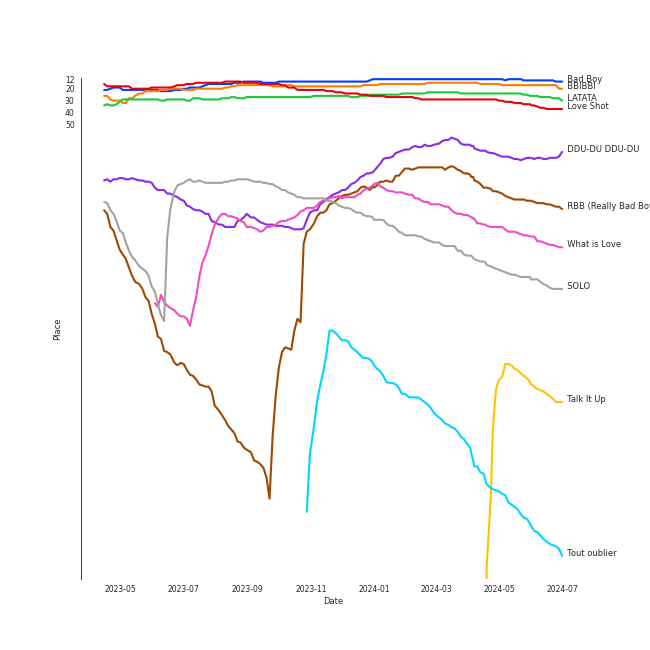 12
20
30
40
50
Place
Bad Boy
BBIBBI
LATATA
Love Shot
DDU-DU DDU-DU
RBB (Really Bad Boy
What is Love
SOLO
Talk It Up
Tout oublier
2023-05 2023-07 2023-09 2023-11 2024-01 2024-03 2024-05 2024-07
Date